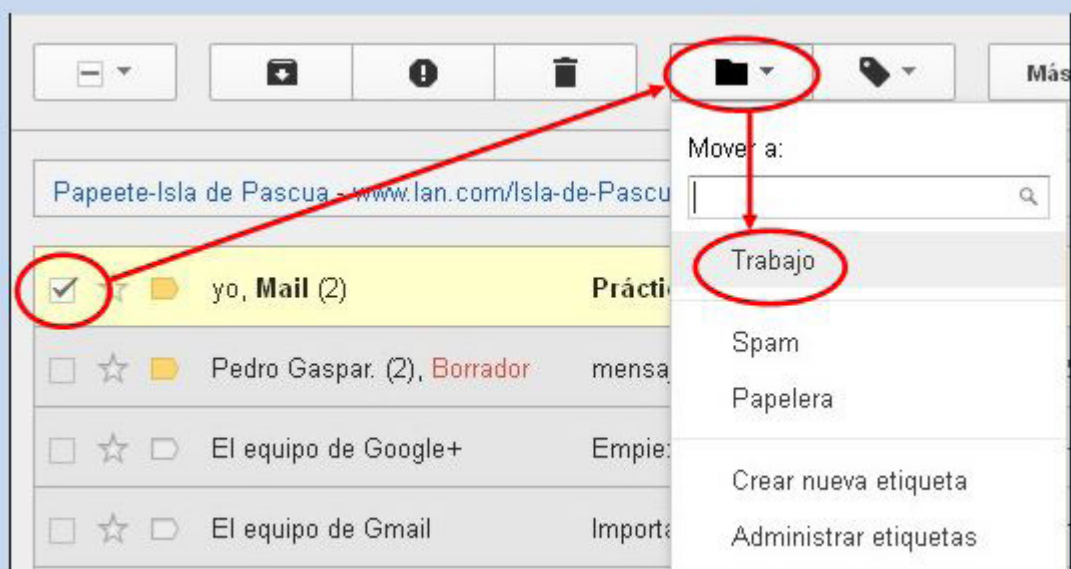 Más
Mover a:
Papeete-Isla de Pascua - www.lan.com/Isla-de-Pascu
Trabajo
yo, Mail (2) Prácti
Spam
Pedro Gaspar. (2), Borrador mensaj
Papelera
El equipo de Google+ Empie
Crear nueva etiqueta
El equipo de Gmail Importa
Administrar etiquetas